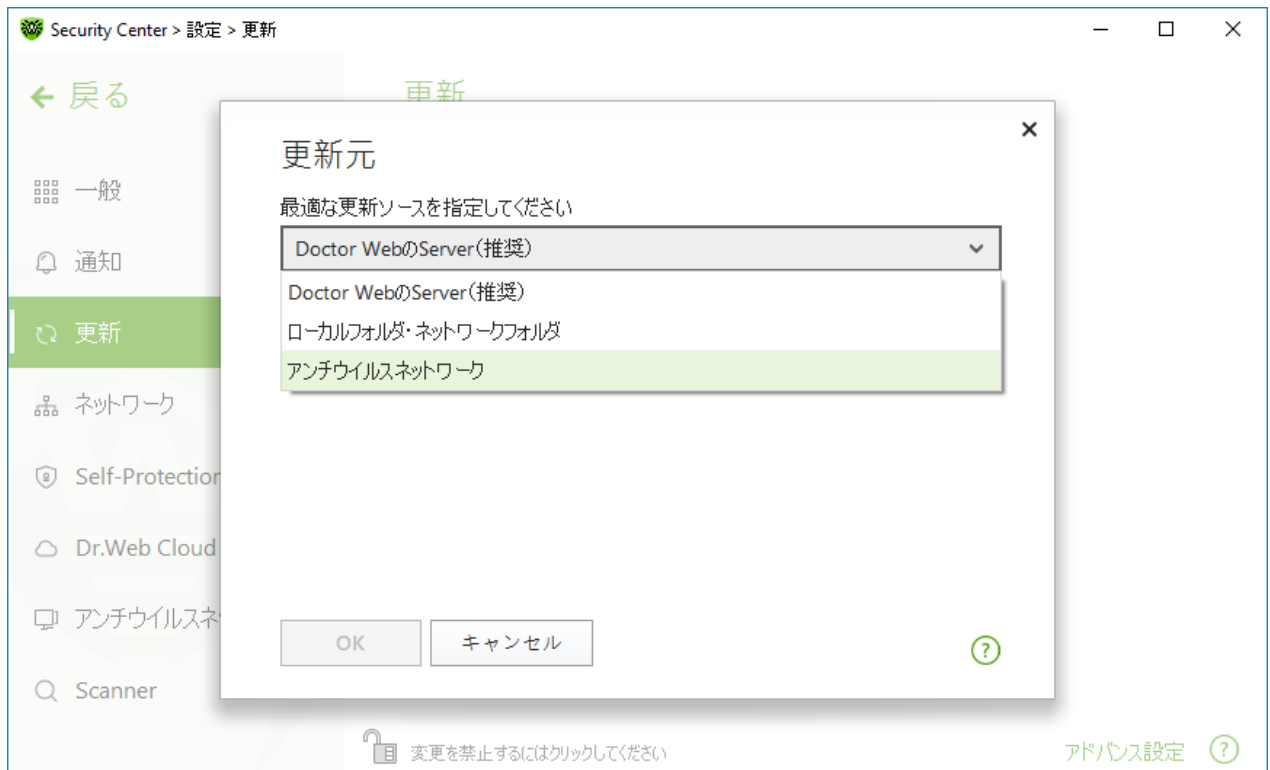 Security Center > 設定 > 更新
戻る
更新
一般
通知
更新
ネットワーク
Self-Protection
Dr.Web Cloud
アンチウイルスネ
Scanner
更新元
最適な更新ソースを指定してください
Doctor WebのServer(推奨)
Doctor WebのServer(推奨)
ローカルフォルダ・ネットワークフォルダ
アンチウイルスネットワーク
OK
キャンセル
?
変更を禁止するにはクリックしてください
アドバンス設定
?